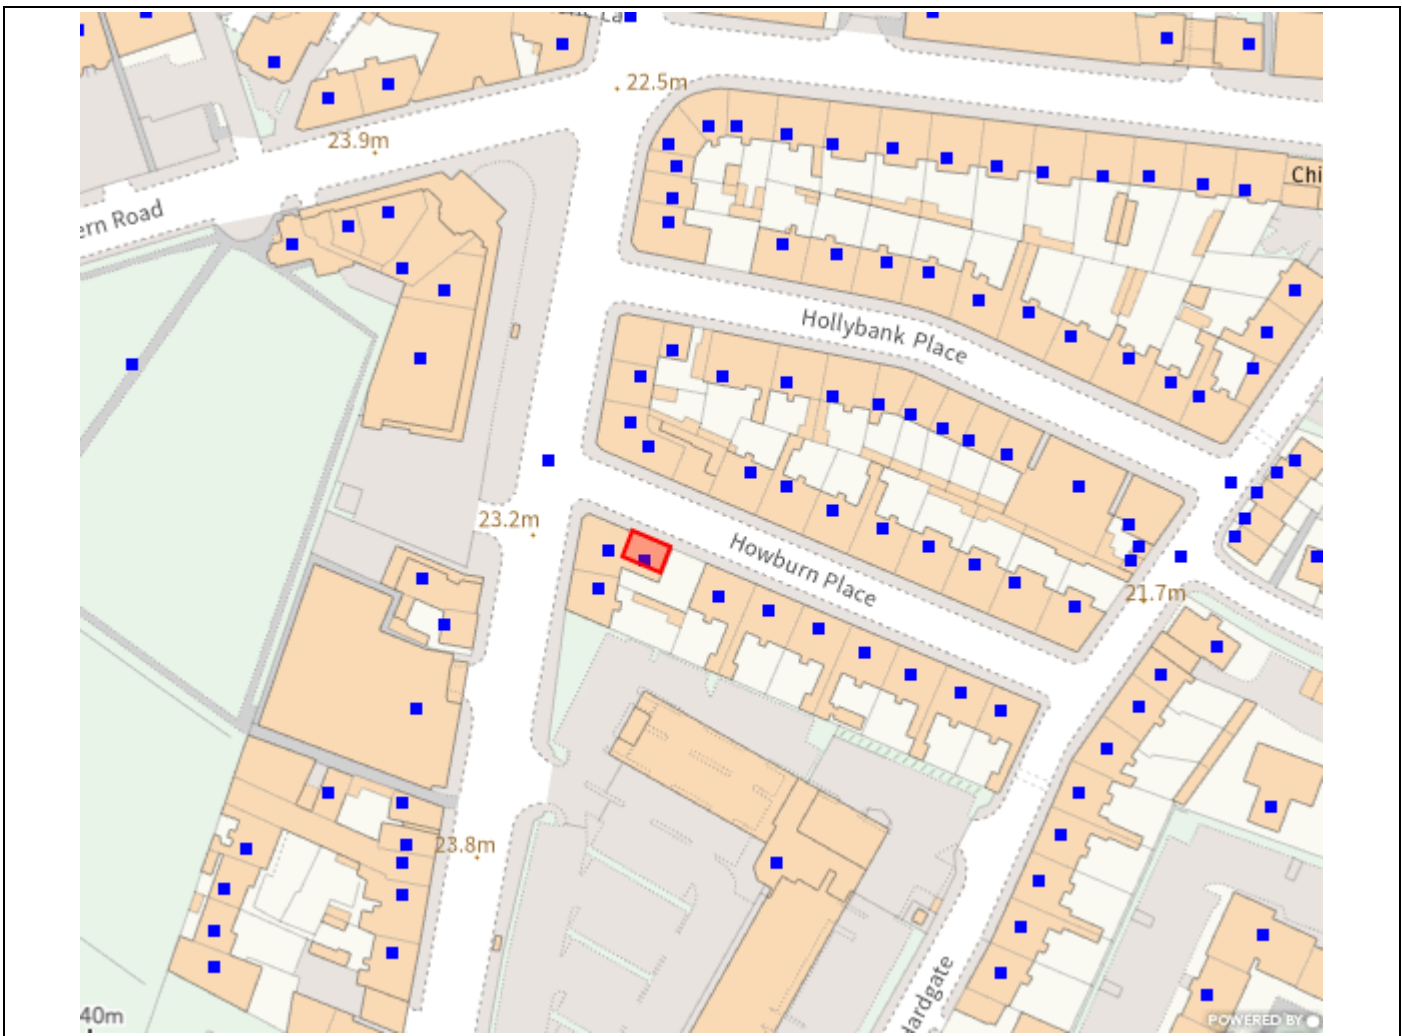 22.5m
23.9m
Chi
ern Road
Hollybank Place
23.2m
Howburn Place
21.7m
23.8m
Hardgate
40m
POWERED BY